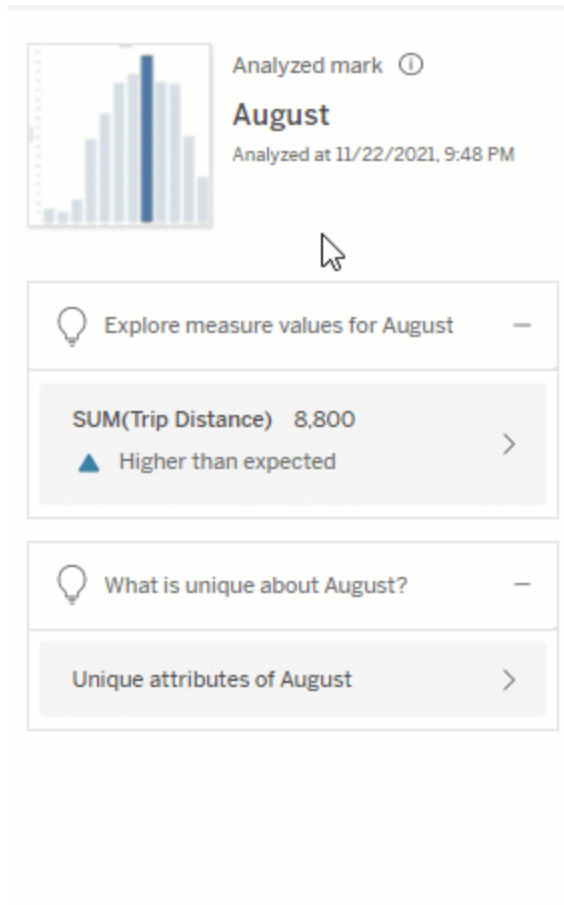 Analyzed mark
August
Analyzed at 11/22/2021, 9:48 PM
Explore measure values for August
SUM(Trip Distance) 8,800
Higher than expected
What is unique about August?
Unique attributes of August